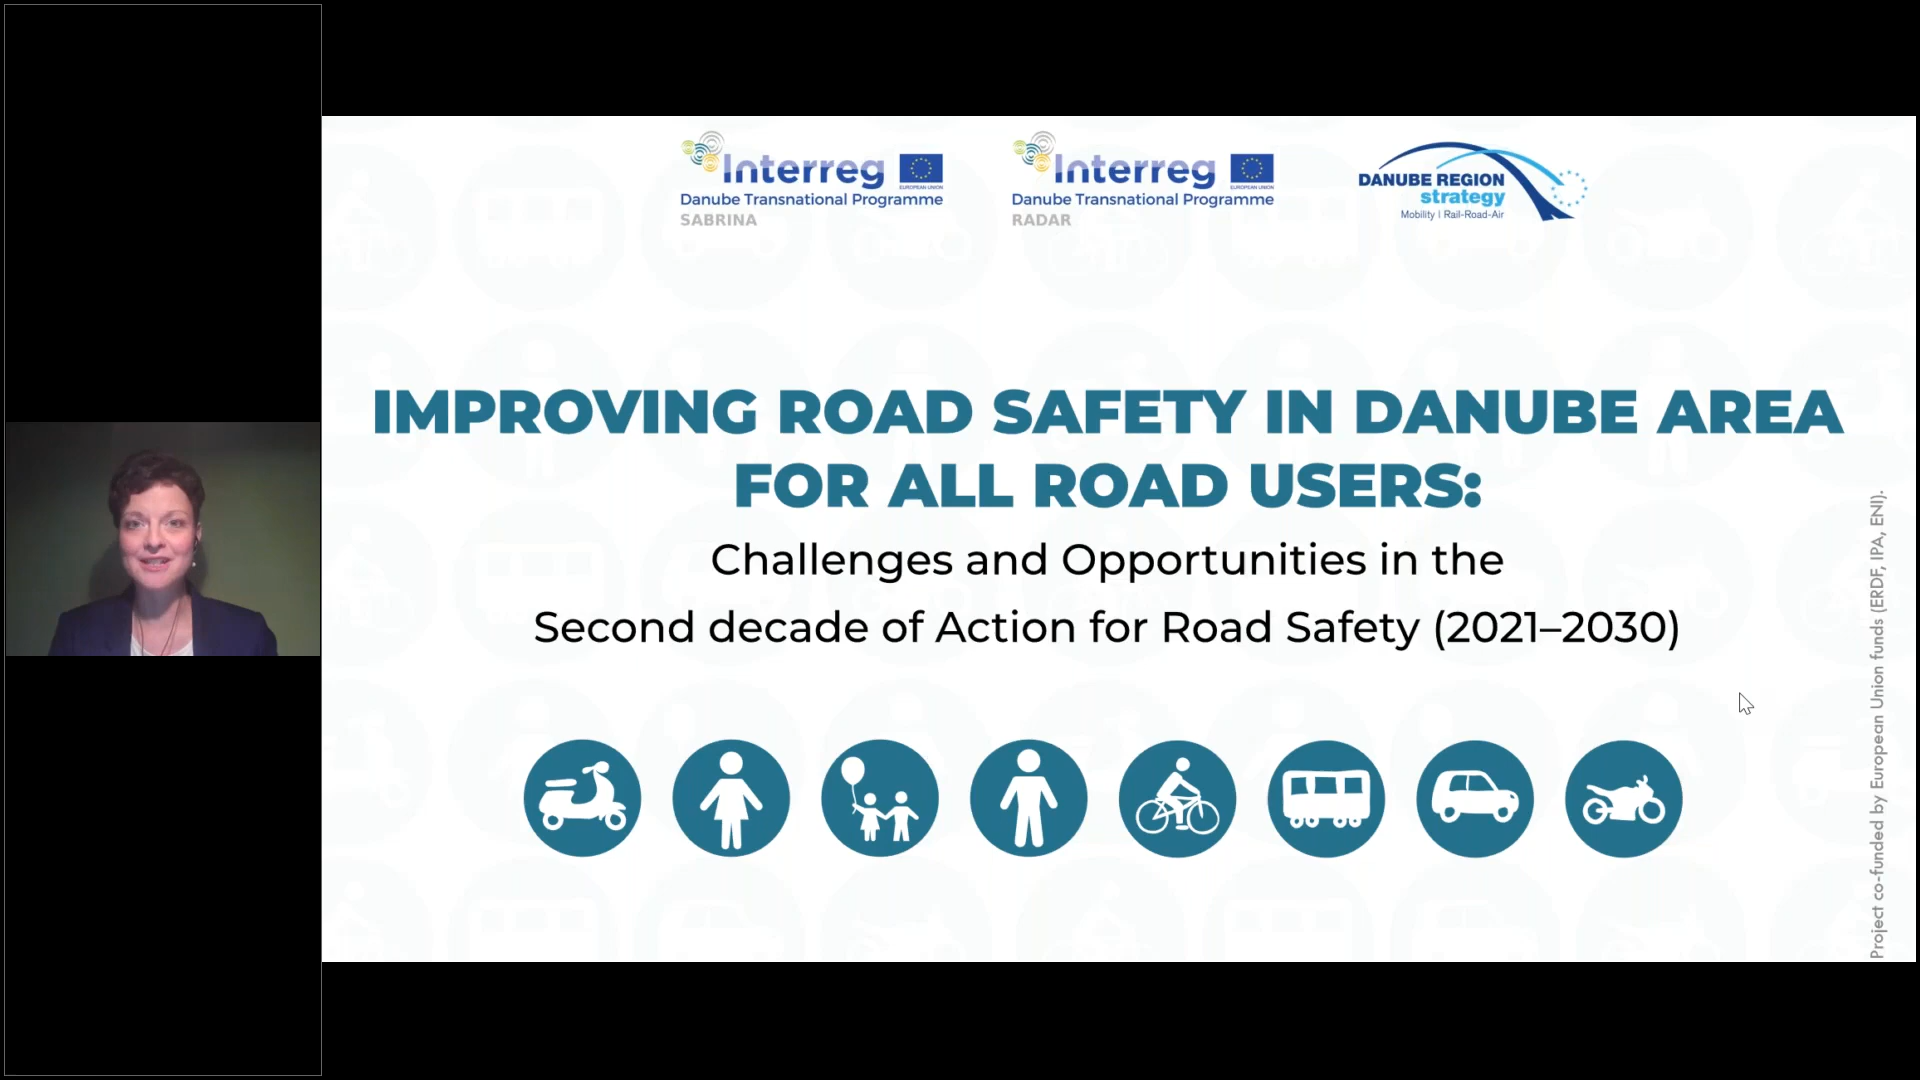 Interreg
EUROPEAN UNION
Danube Transnational Programme
SABRINA
Interreg
EUROPEAN UNION
Danube Transnational Programme
RADAR
DANUBE REGION
strategy
Mobility | Rail-Road-Air
IMPROVING ROAD SAFETY IN DANUBE AREA
FOR ALL ROAD USERS:
Challenges and Opportunities in the
Second decade of Action for Road Safety (2021–2030)
Project co-funded by European Union funds (ERDF, IPA, ENI).